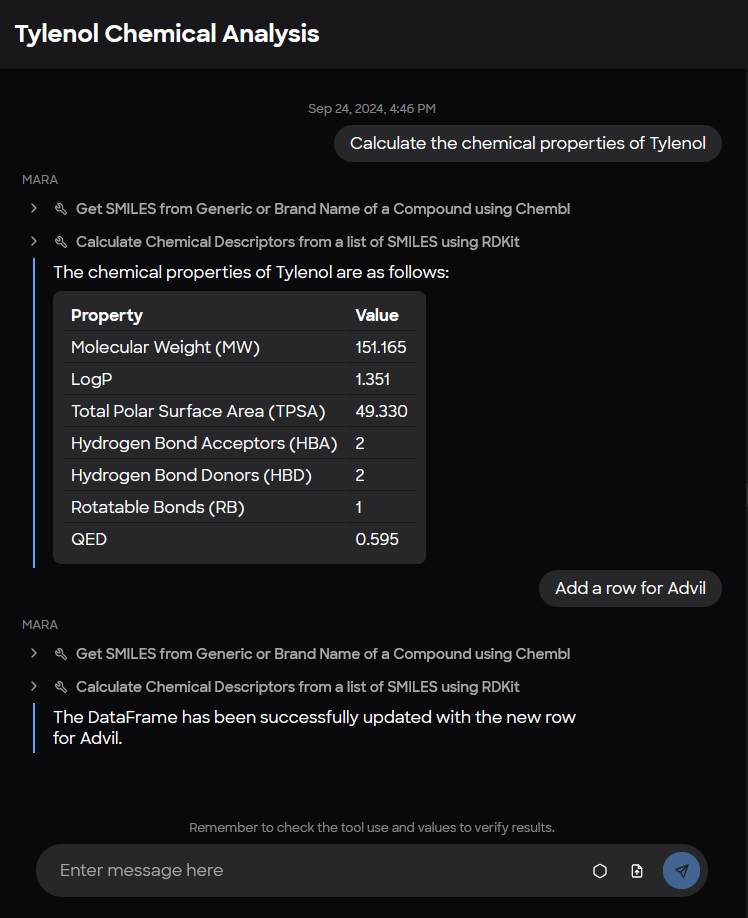 Tylenol Chemical Analysis
Sep 24, 2024, 4:46 PM
Calculate the chemical properties of Tylenol
MARA
Get SMILES from Generic or Brand Name of a Compound using Chembl
Calculate Chemical Descriptors from a list of SMILES using RDKit
The chemical properties of Tylenol are as follows:
Property Value
Molecular Weight (MW) 151.165
LogP 1.351
Total Polar Surface Area (TPSA) 49.330
Hydrogen Bond Acceptors (HBA) 2
Hydrogen Bond Donors (HBD) 2
Rotatable Bonds (RB) 1
QED 0.595
Add a row for Advil
MARA
Get SMILES from Generic or Brand Name of a Compound using Chembl
Calculate Chemical Descriptors from a list of SMILES using RDKit
The DataFrame has been successfully updated with the new row
for Advil.
Remember to check the tool use and values to verify results.
Enter message here